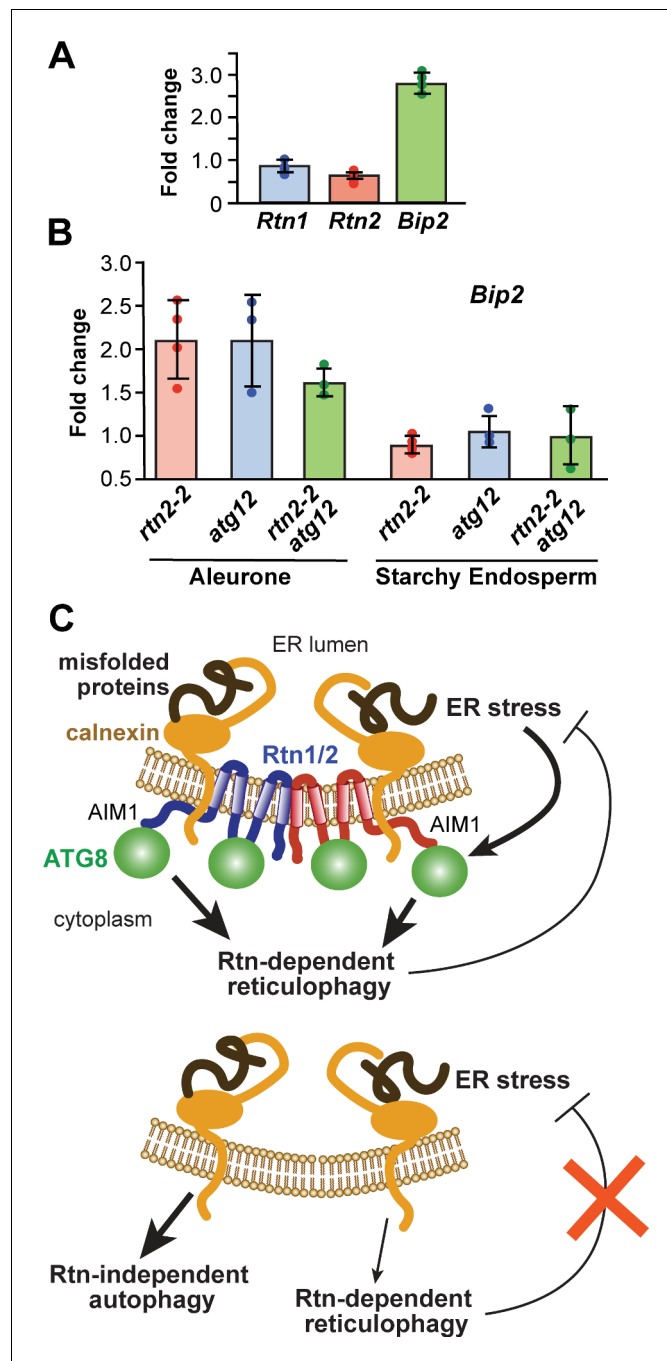 A
Fold change
3.0
2.0
1.0
0
Rtn1 Rtn2 Bip2
B
Fold change
3.0
2.5
2.0
1.5
1.0
0.5
Bip2
rtn2-2
atg12
rtn2-2
atg12
rtn2-2
atg12
rtn2-2
atg12
Aleurone
Starchy Endosperm
C
ER lumen
misfolded
proteins
ER stress
calnexin
Rtn1/2
AIM1
AIM1
ATG8
cytoplasm
Rtn-dependent
reticulophagy
ER stress
Rtn-independent
autophagy
Rtn-dependent
reticulophagy